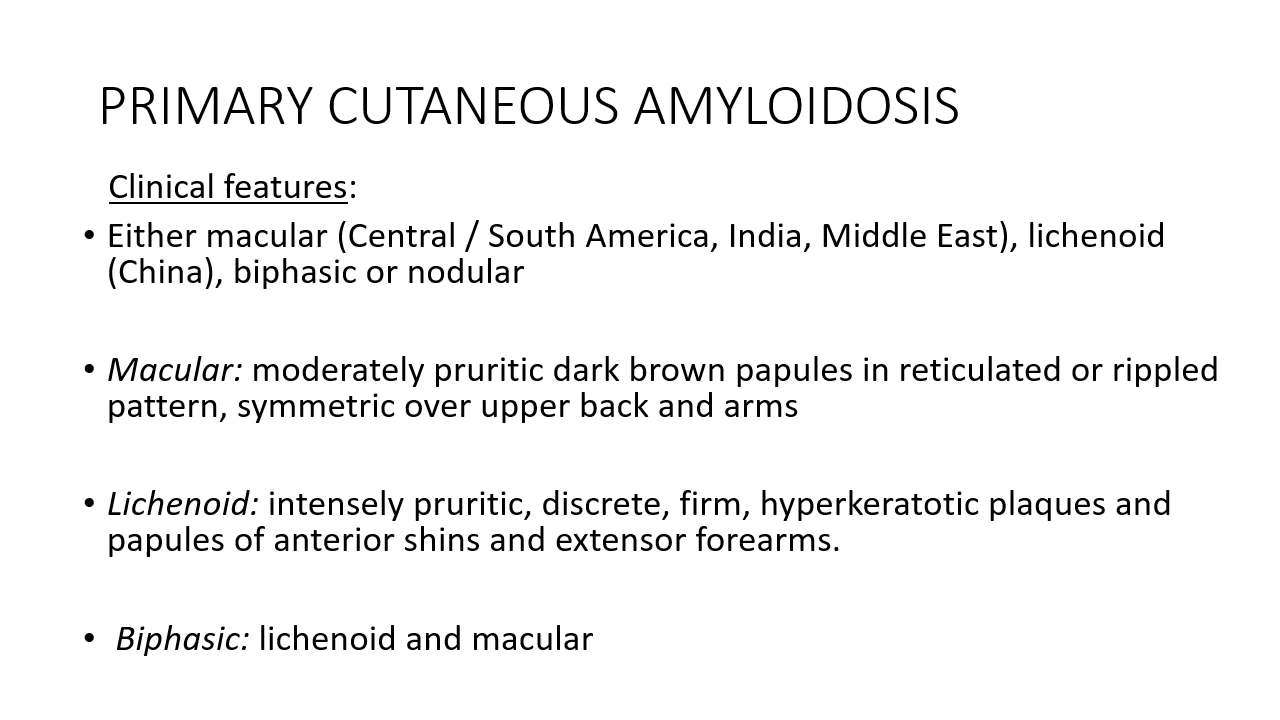 PRIMARY CUTANEOUS AMYLOIDOSIS
Clinical features:
• Either macular (Central / South America, India, Middle East), lichenoid
(China), biphasic or nodular
• Macular: moderately pruritic dark brown papules in reticulated or rippled
pattern, symmetric over upper back and arms
• Lichenoid: intensely pruritic, discrete, firm, hyperkeratotic plaques and
papules of anterior shins and extensor forearms.
• Biphasic: lichenoid and macular